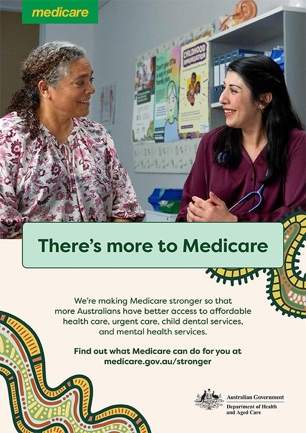 medicare
CHILDHOOD
There's more to Medicare
We're making Medicare stronger so that
more Australians have better access to affordable
health care, urgent care, child dental services,
and mental health services.
Find out what Medicare can do for you at
medicare.gov.au/stronger
Australian Government
Department of Health
and Aged Care